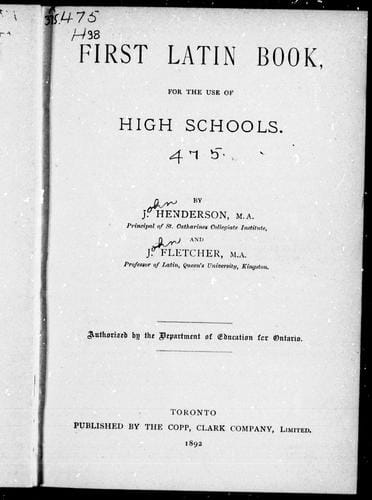 475
H38
FIRST LATIN BOOK,
FOR THE USE OF
HIGH SCHOOLS.
475.
BY
John
J. HENDERSON, M.A.
Principal of St. Catharines Collegiate Institute,
AND
John
J. FLETCHER, M.A.
Professor of Latin, Queen's University, Kingston.
Authorized by the Department of Education for Ontario.
TORONTO
PUBLISHED BY THE COPP, CLARK COMPANY, LIMITED.
1892